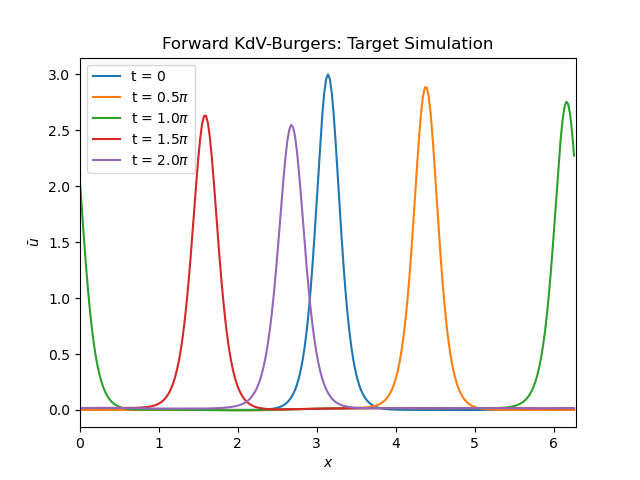 Forward KdV-Burgers: Target Simulation
t = 0
t = 0.5π
t = 1.0π
t = 1.5π
t = 2.0π
3.0
2.5
2.0
1.5
1.0
0.5
0.0
ū
0 1 2 3 4 5 6
x